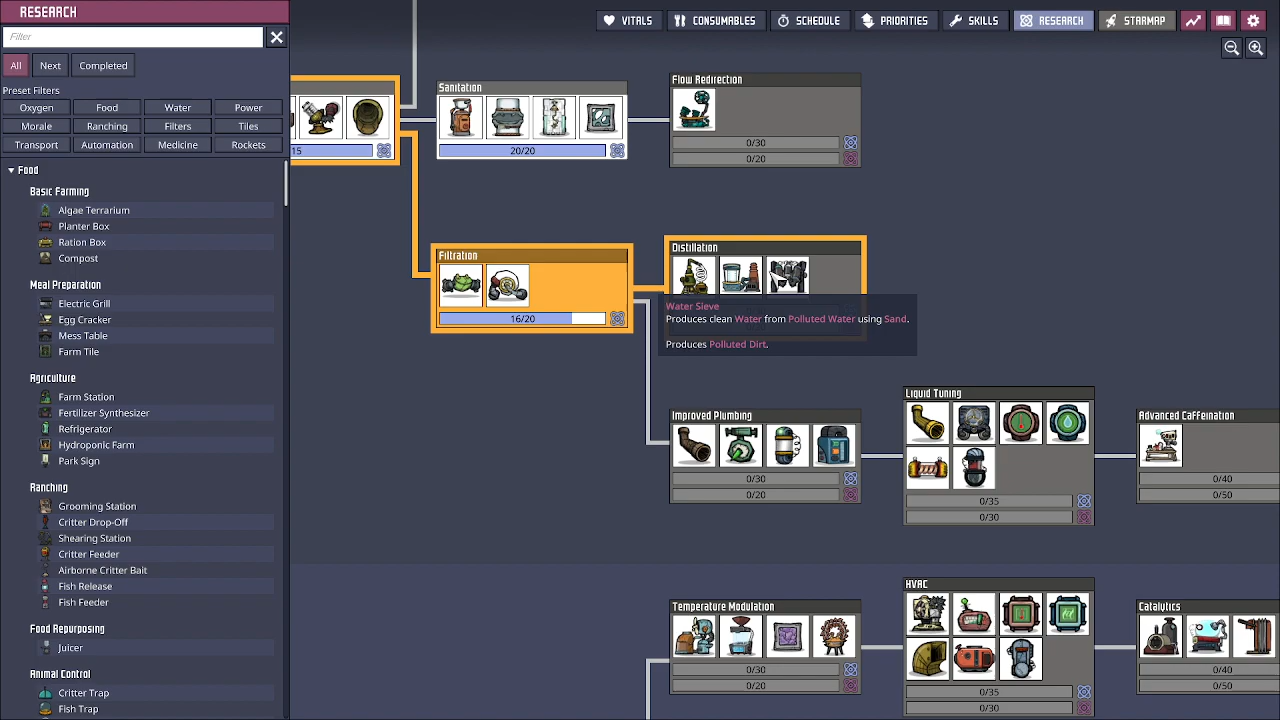 RESEARCH
VITALS
CONSUMABLES
SCHEDULE
PRIORITIES
SKILLS
RESEARCH
STARMAP
Filter
All
Next
Completed
Preset Filters
Oxygen
Food
Water
Power
Morale
Ranching
Filters
Tiles
Transport
Automation
Medicine
Rockets
Food
Basic Farming
Algae Terrarium
Planter Box
Ration Box
Compost
Meal Preparation
Electric Grill
Egg Cracker
Mess Table
Farm Tile
Agriculture
Farm Station
Fertilizer Synthesizer
Refrigerator
Hydroponic Farm
Park Sign
Ranching
Grooming Station
Critter Drop-Off
Shearing Station
Critter Feeder
Airborne Critter Bait
Fish Release
Fish Feeder
Food Repurposing
Juicer
Animal Control
Critter Trap
Fish Trap
15
Sanitation
20/20
Flow Redirection
0/30
0/20
Filtration
16/20
Distillation
Water Sieve
Produces clean Water from Polluted Water using Sand.
Produces Polluted Dirt.
Improved Plumbing
0/30
0/20
Liquid Tuning
0/35
0/30
Advanced Caffeination
0/40
0/50
Temperature Modulation
0/30
0/20
HVAC
0/35
0/30
Catalytics
0/40
0/50